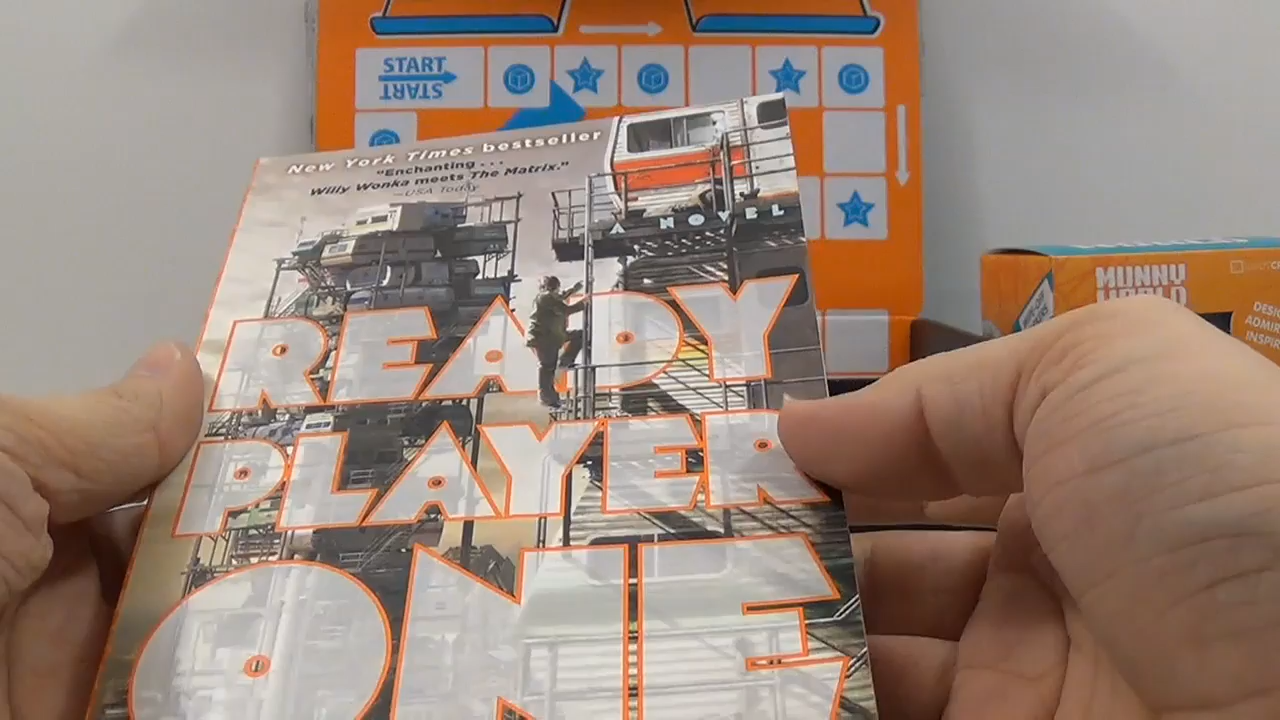 START
START
New York Times bestseller
"Enchanting . . .
Willy Wonka meets The Matrix."
—USA Today
A NOVEL
READY
PLAYER
ONE
MUNNY
WORLD